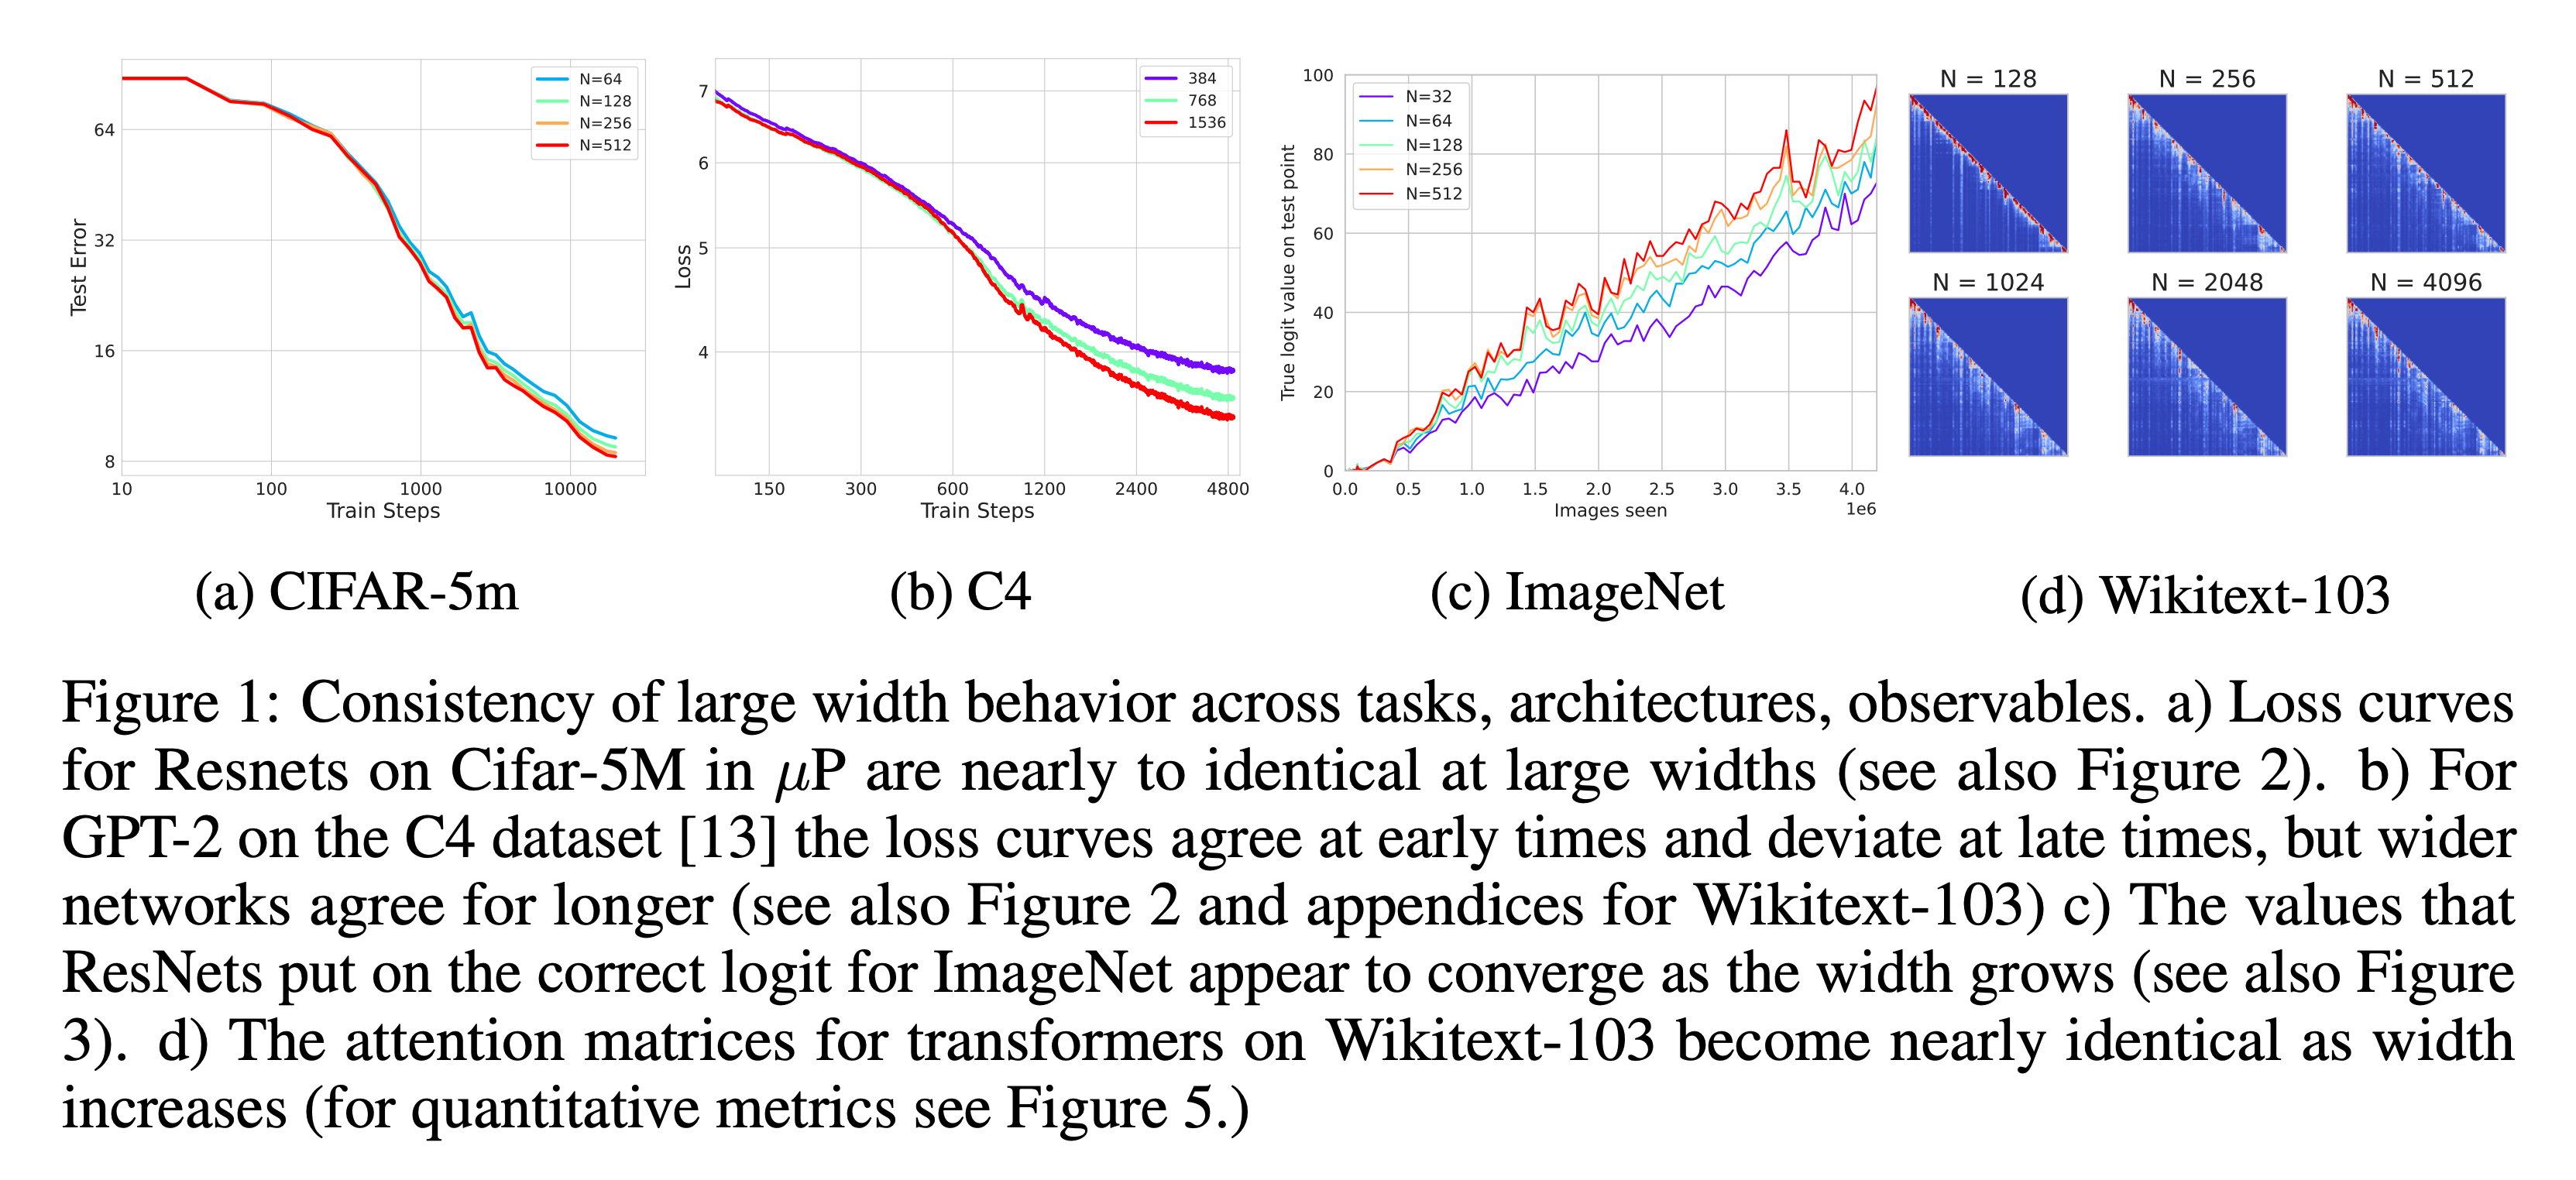 Test Error
64
32
16
8
10
100
1000
10000
Train Steps
N=64
N=128
N=256
N=512
(a) CIFAR-5m
Loss
7
6
5
4
150
300
600
1200
2400
4800
Train Steps
384
768
1536
(b) C4
True logit value on test point
100
80
60
40
20
0
0.0
0.5
1.0
1.5
2.0
2.5
3.0
3.5
4.0
1e6
Images seen
N=32
N=64
N=128
N=256
N=512
(c) ImageNet
N = 128
N = 256
N = 512
N = 1024
N = 2048
N = 4096
(d) Wikitext-103
Figure 1: Consistency of large width behavior across tasks, architectures, observables. a) Loss curves
for Resnets on Cifar-5M in μP are nearly to identical at large widths (see also Figure 2). b) For
GPT-2 on the C4 dataset [13] the loss curves agree at early times and deviate at late times, but wider
networks agree for longer (see also Figure 2 and appendices for Wikitext-103) c) The values that
ResNets put on the correct logit for ImageNet appear to converge as the width grows (see also Figure
3). d) The attention matrices for transformers on Wikitext-103 become nearly identical as width
increases (for quantitative metrics see Figure 5.)